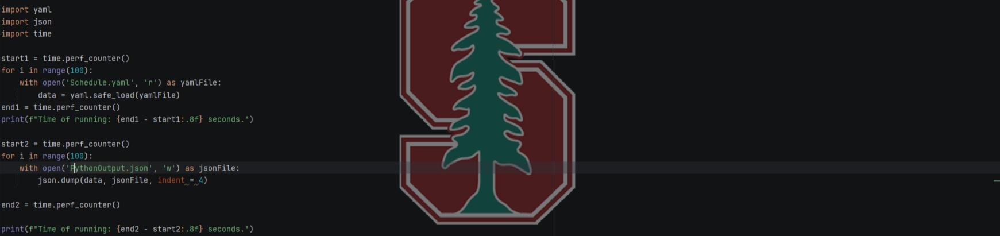 import yaml
import json
import time
start1 = time.perf_counter()
for i in range(100):
    with open('Schedule.yaml', 'r') as yamlFile:
        data = yaml.safe_load(yamlFile)
end1 = time.perf_counter()
print(f"Time of running: {end1 - start1:.8f} seconds.")
start2 = time.perf_counter()
for i in range(100):
    with open('PythonOutput.json', 'w') as jsonFile:
        json.dump(data, jsonFile, indent = 4)
end2 = time.perf_counter()
print(f"Time of running: {end2 - start2:.8f} seconds.")